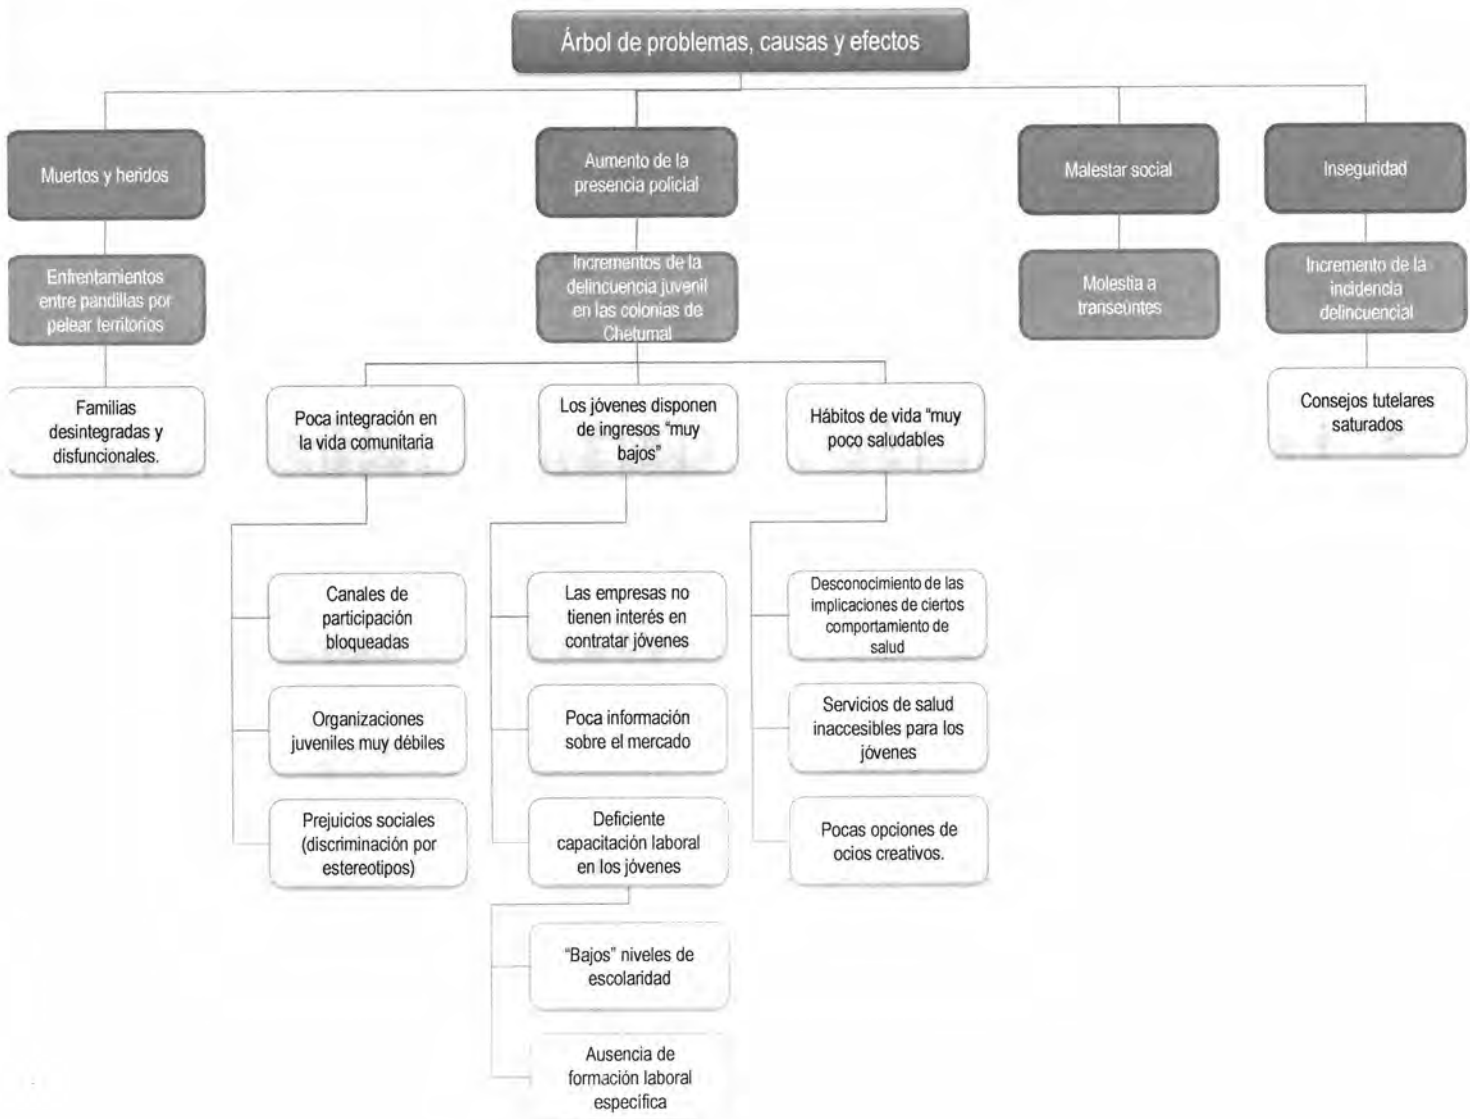 Árbol de problemas, causas y efectos
Muertos y heridos
Aumento de la
presencia policial
Malestar social
Inseguridad
Enfrentamientos
entre pandillas por
pelear territorios
Incrementos de la
delincuencia juvenil
en las colonias de
Chetumal
Molestia a
transeúntes
Incremento de la
incidencia
delincuencial
Familias
desintegradas y
disfuncionales.
Poca integración en
la vida comunitaria
Los jóvenes disponen
de ingresos “muy
bajos”
Hábitos de vida “muy
poco saludables
Consejos tutelares
saturados
Canales de
participación
bloqueadas
Las empresas no
tienen interés en
contratar jóvenes
Desconocimiento de las
implicaciones de ciertos
comportamiento de
salud
Organizaciones
juveniles muy débiles
Poca información
sobre el mercado
Servicios de salud
inaccesibles para los
jóvenes
Prejuicios sociales
(discriminación por
estereotipos)
Deficiente
capacitación laboral
en los jóvenes
Pocas opciones de
ocios creativos.
“Bajos” niveles de
escolaridad
Ausencia de
formación laboral
específica